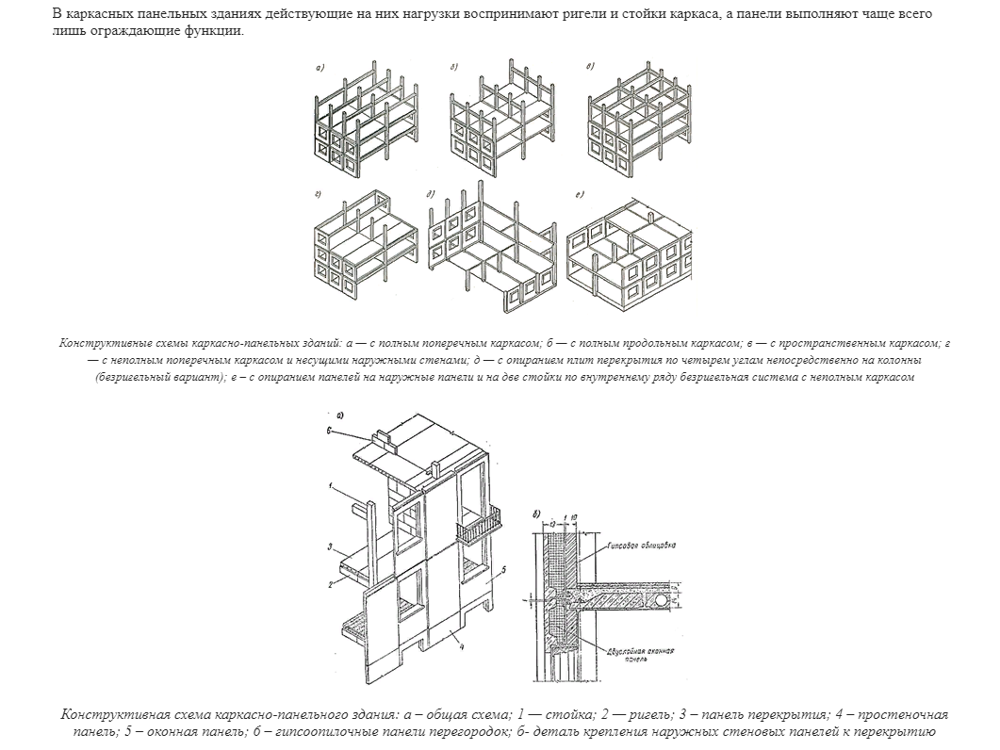 В каркасных панельных зданиях действующие на них нагрузки воспринимают ригели и стойки каркаса, а панели выполняют чаще всего
лишь ограждающие функции.
а)
б)
в)
г)
д)
е)
Конструктивные схемы каркасно-панельных зданий: а — с полным поперечным каркасом; б — с полным продольным каркасом; в — с пространственным каркасом; г
— с неполным поперечным каркасом и несущими наружными стенами; д — с опиранием плит перекрытия по четырем углам непосредственно на колонны
(безригельный вариант); е – с опиранием панелей на наружные панели и на две стойки по внутреннему ряду безригельная система с неполным каркасом
а)
6
1
3
2
5
4
б)
13 1 10
Гипсовая облицовка
Двуслойная оконная
панель
Конструктивная схема каркасно-панельного здания: а – общая схема; 1 — стойка; 2 — ригель; 3 – панель перекрытия; 4 – простеночная
панель; 5 – оконная панель; 6 – гипсоопилочные панели перегородок; б- деталь крепления наружных стеновых панелей к перекрытию